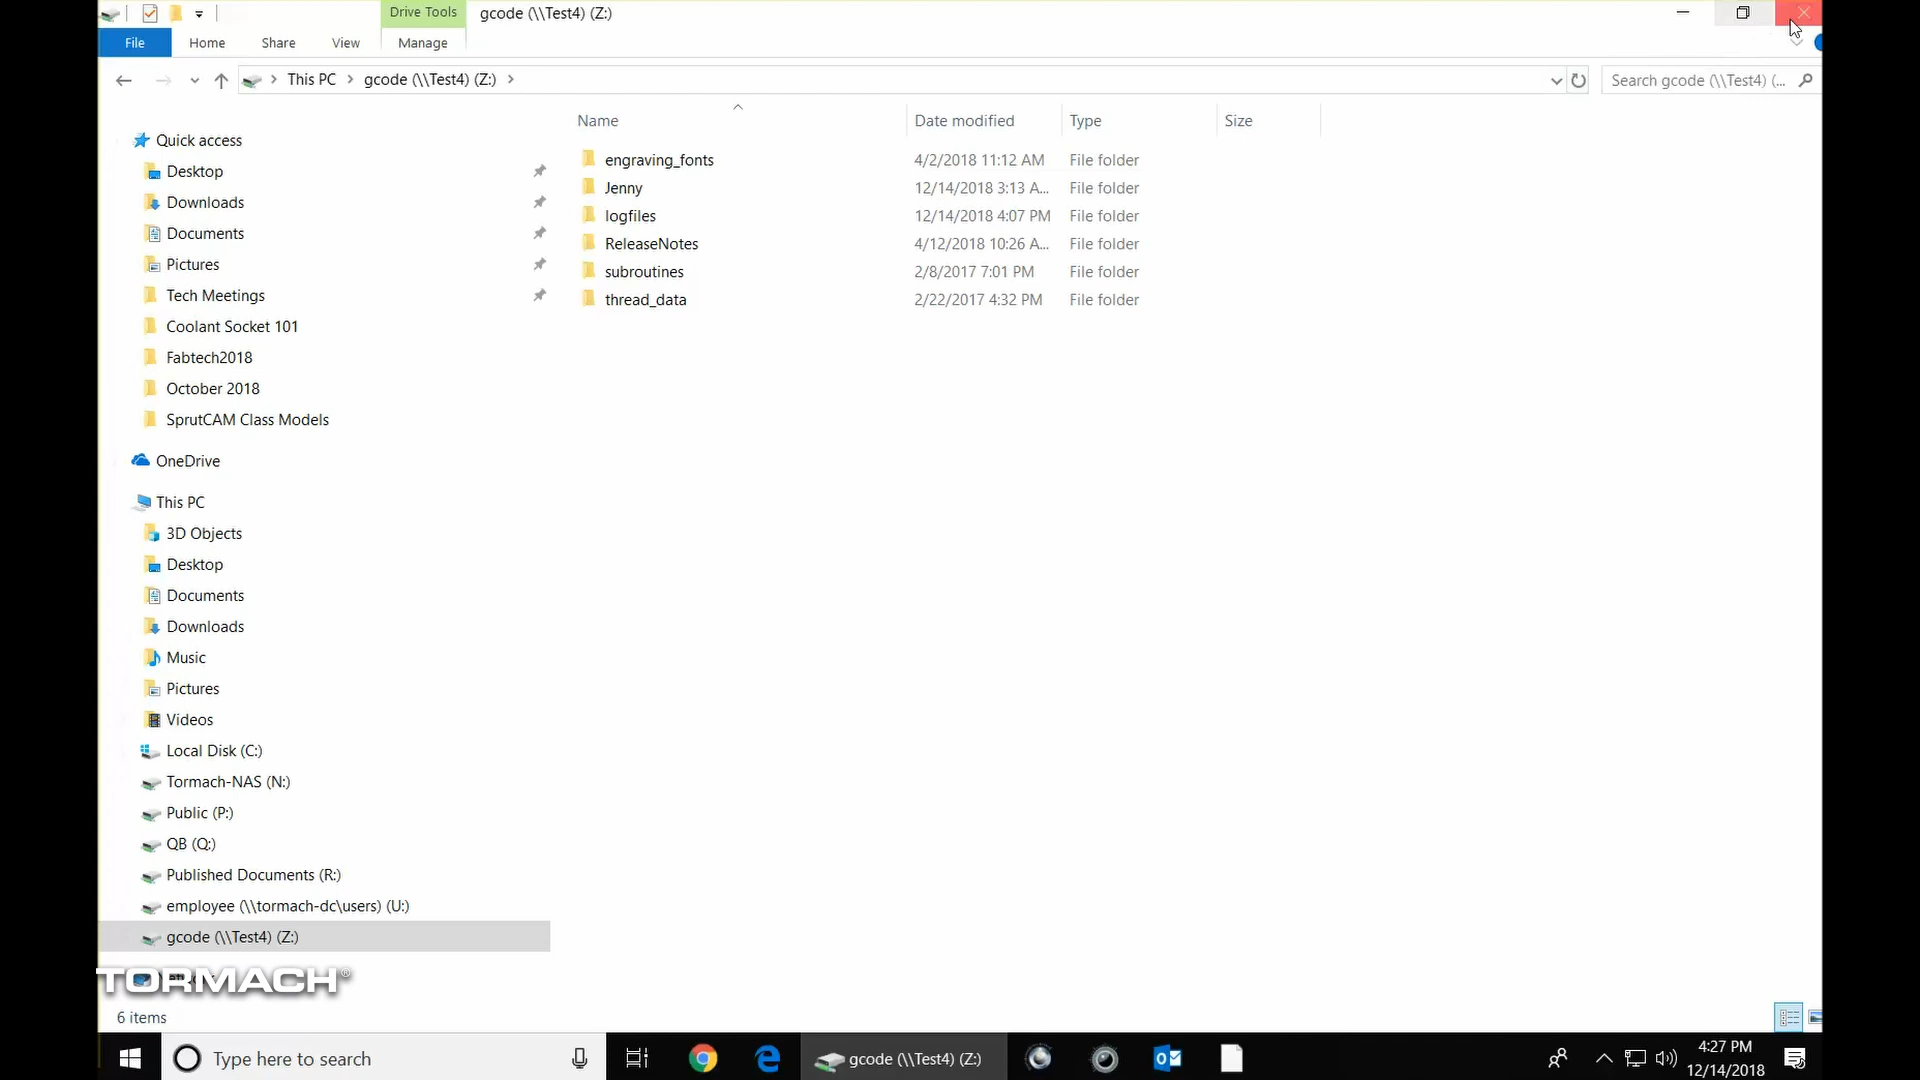 Drive Tools gcode (\\Test4) (Z:)
File Home Share View Manage
This PC gcode (\\Test4) (Z:) Search gcode (\\Test4) (...
Name Date modified Type Size
engraving_fonts 4/2/2018 11:12 AM File folder
Jenny 12/14/2018 3:13 A... File folder
logfiles 12/14/2018 4:07 PM File folder
ReleaseNotes 4/12/2018 10:26 A... File folder
subroutines 2/8/2017 7:01 PM File folder
thread_data 2/22/2017 4:32 PM File folder
Quick access
Desktop
Downloads
Documents
Pictures
Tech Meetings
Coolant Socket 101
Fabtech2018
October 2018
SprutCAM Class Models
OneDrive
This PC
3D Objects
Desktop
Documents
Downloads
Music
Pictures
Videos
Local Disk (C:)
Tormach-NAS (N:)
Public (P:)
QB (Q:)
Published Documents (R:)
employee (\\tormach-dc\users) (U:)
gcode (\\Test4) (Z:)
TORMACH®
6 items
Type here to search
gcode (\\Test4) (Z:)
4:27 PM
12/14/2018